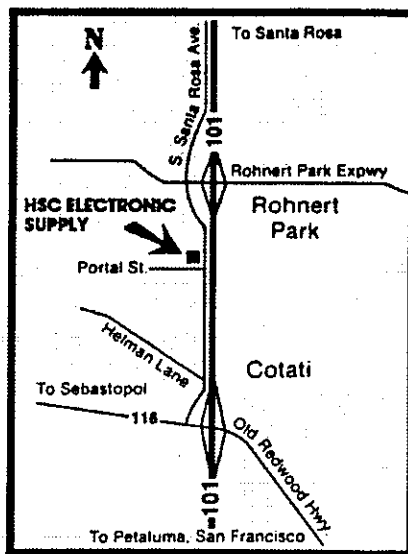 N
To Santa Rosa
S. Santa Rosa Ave.
101
Rohnert Park Expwy
HSC ELECTRONIC
SUPPLY
Rohnert
Park
Portal St.
Helman Lane
Cotati
To Sebastopol
116
Old Redwood Hwy.
101
To Petaluma, San Francisco